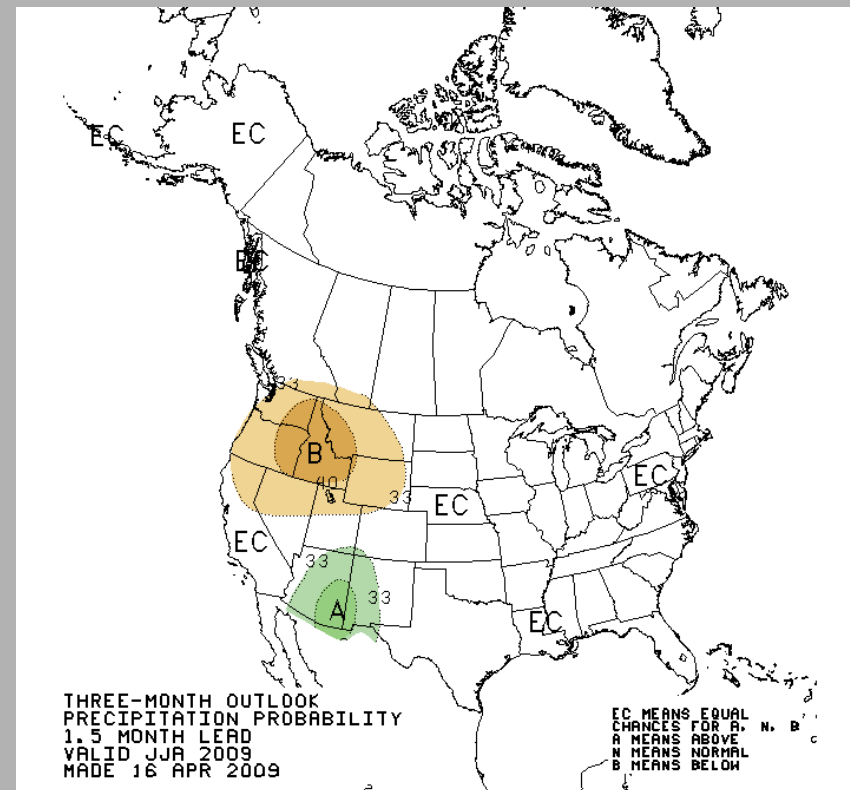 EC
EC
EC
33
B
40
33
EC
EC
EC
33
33
A
EC
THREE-MONTH OUTLOOK
PRECIPITATION PROBABILITY
1.5 MONTH LEAD
VALID JJA 2009
MADE 16 APR 2009
EC MEANS EQUAL
CHANCES FOR A, N, B
A MEANS ABOVE
N MEANS NORMAL
B MEANS BELOW